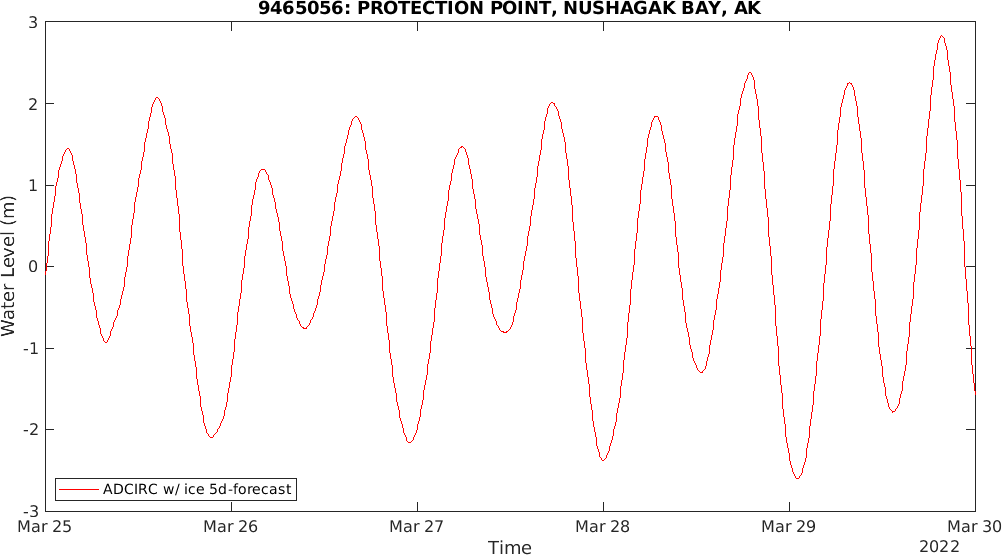 9465056: PROTECTION POINT, NUSHAGAK BAY, AK
3
2
1
0
-1
-2
-3
Water Level (m)
ADCIRC w/ ice 5d-forecast
Mar 25 Mar 26 Mar 27 Mar 28 Mar 29 Mar 30
Time
2022